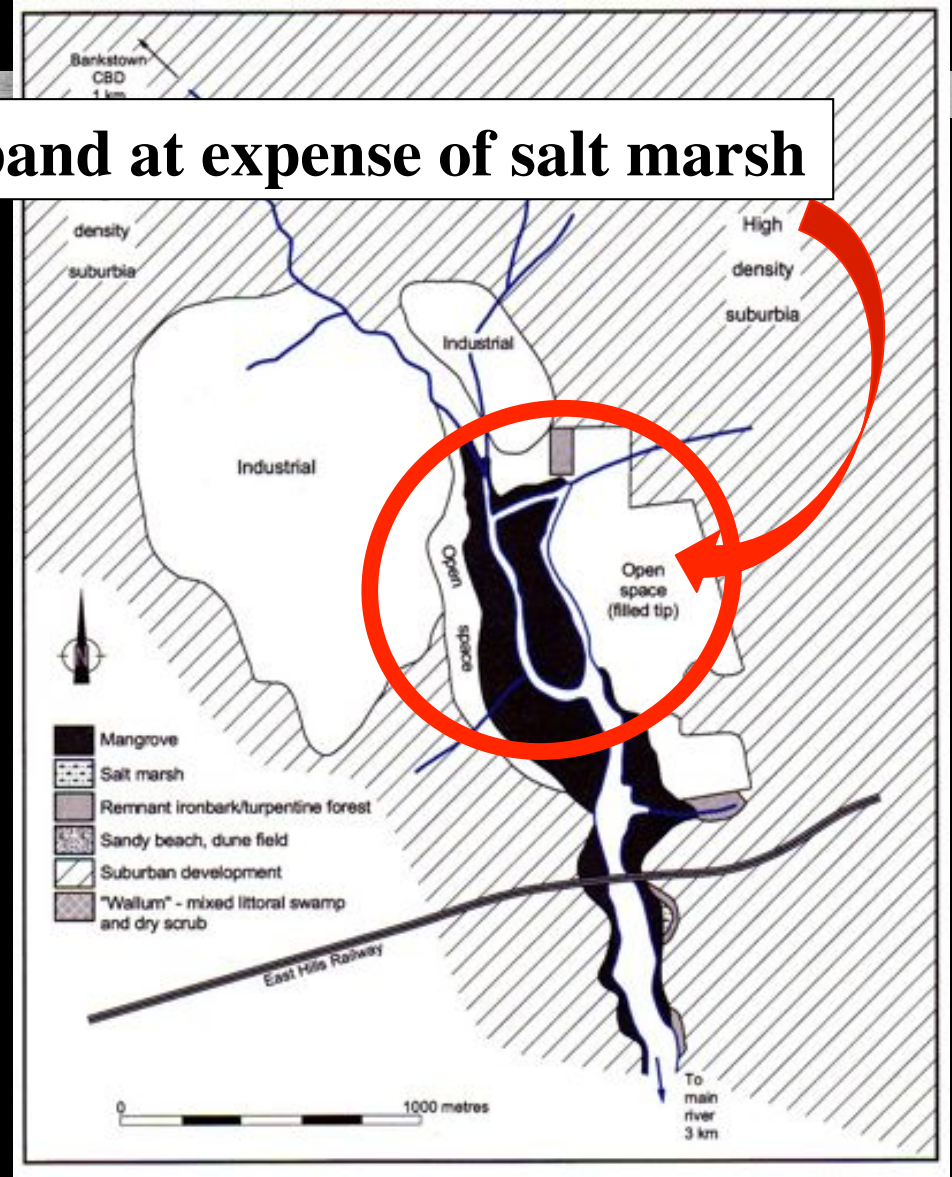 Bankstown
CBD
1 km
at expense of salt marsh
density
suburbia
High
density
suburbia
Industrial
Industrial
Open
space
Open
space
(filled tip)
N
Mangrove
Salt marsh
Remnant ironbark/turpentine forest
Sandy beach, dune field
Suburban development
"Wallum" - mixed littoral swamp
and dry scrub
East Hills Railway
0 1000 metres
To
main
river
3 km